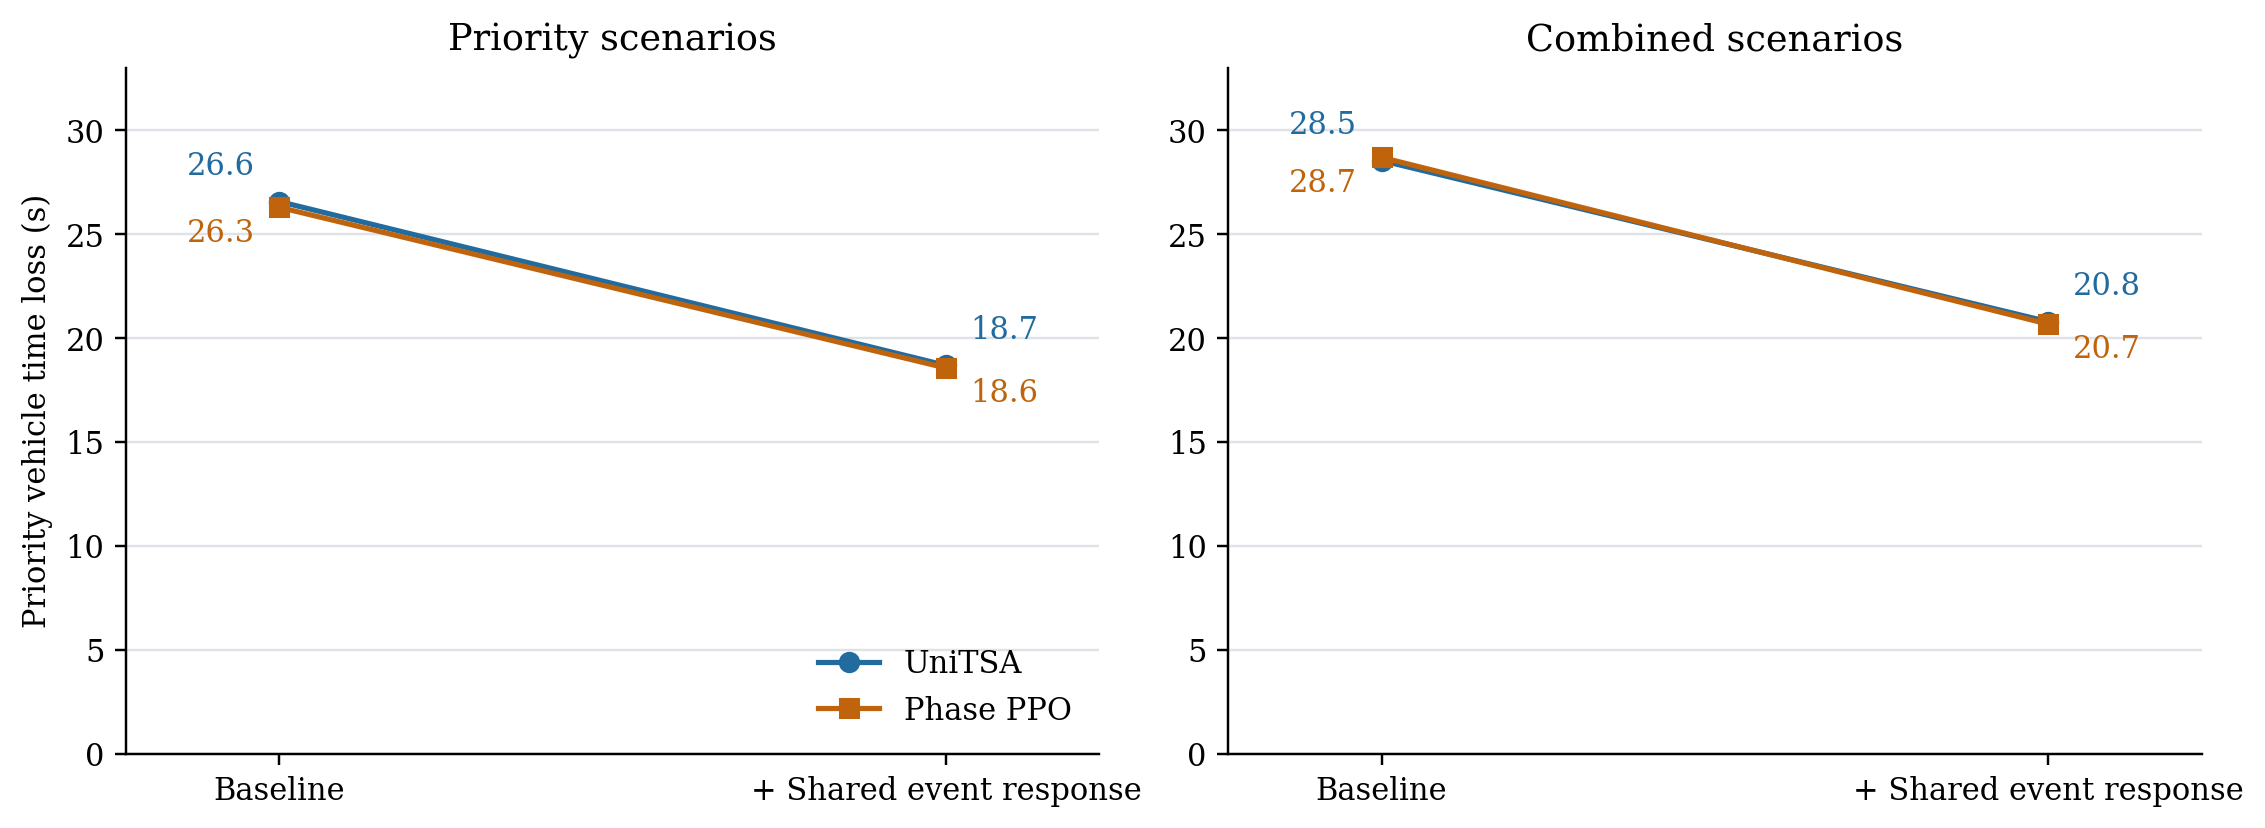 Priority scenarios
Priority vehicle time loss (s)
30
25
20
15
10
5
0
26.6
26.3
18.7
18.6
UniTSA
Phase PPO
Baseline
+ Shared event response
Combined scenarios
30
25
20
15
10
5
0
28.5
28.7
20.8
20.7
Baseline
+ Shared event response